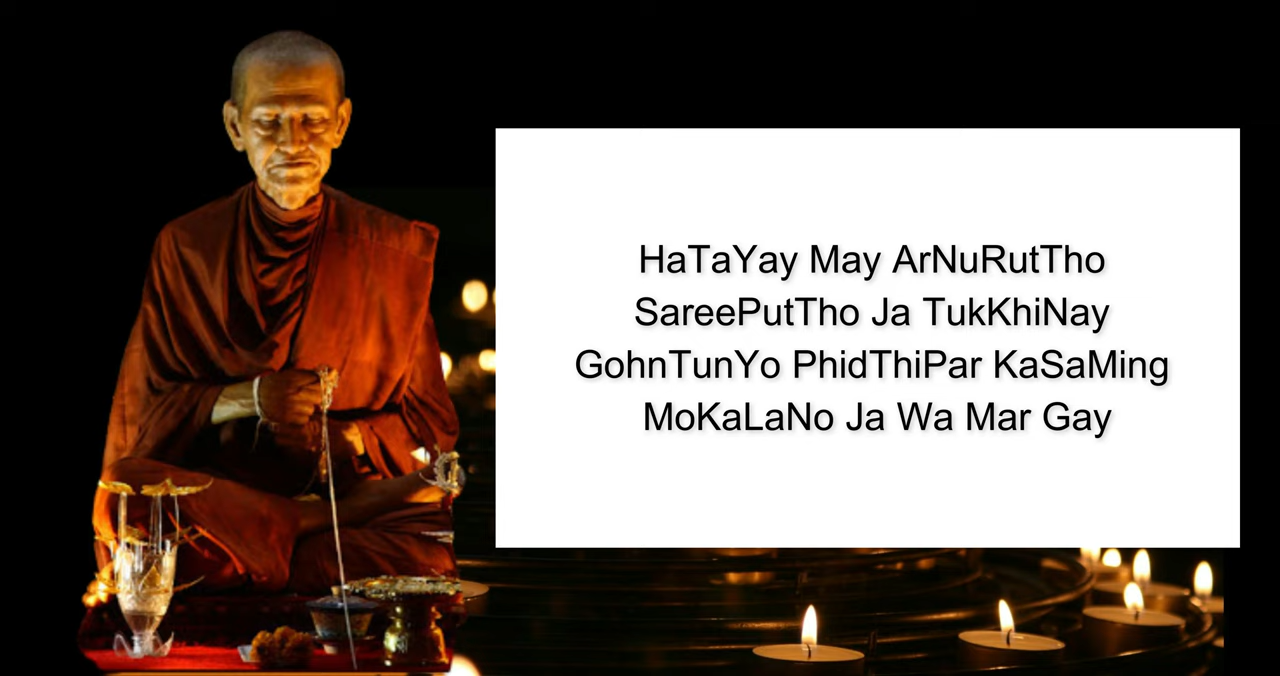 HaTaYay May ArNuRutTho
SareePutTho Ja TukKhiNay
GohnTunYo PhidThiPar KaSaMing
MoKaLaNo Ja Wa Mar Gay